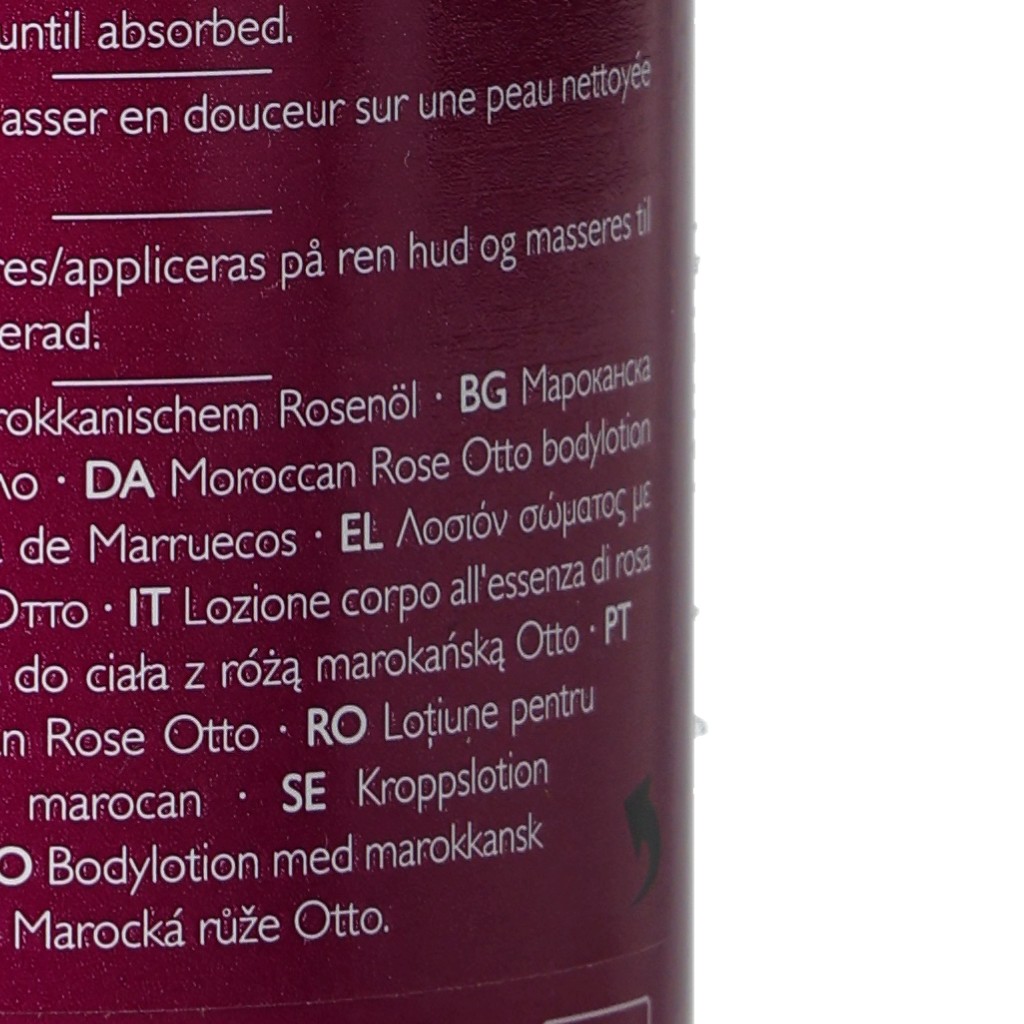 until absorbed.
asser en douceur sur une peau nettoyée
res/appliceras på ren hud og masseres til
erad.
rokkanischem Rosenöl · BG Мароканска
ло · DA Moroccan Rose Otto bodylotion
de Marruecos · EL Λοσιόν σώματος με
Отто · IT Lozione corpo all'essenza di rosa
do ciała z różą marokańską Otto · PT
n Rose Otto · RO Loțiune pentru
marocan · SE Kroppslotion
O Bodylotion med marokkansk
Marocká růže Otto.